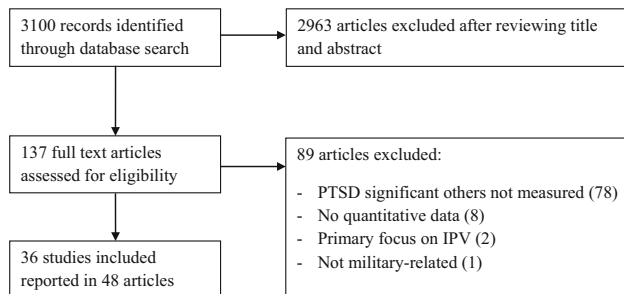 3100 records identified
through database search
2963 articles excluded after reviewing title
and abstract
137 full text articles
assessed for eligibility
89 articles excluded:
- PTSD significant others not measured (78)
- No quantitative data (8)
- Primary focus on IPV (2)
- Not military-related (1)
36 studies included
reported in 48 articles